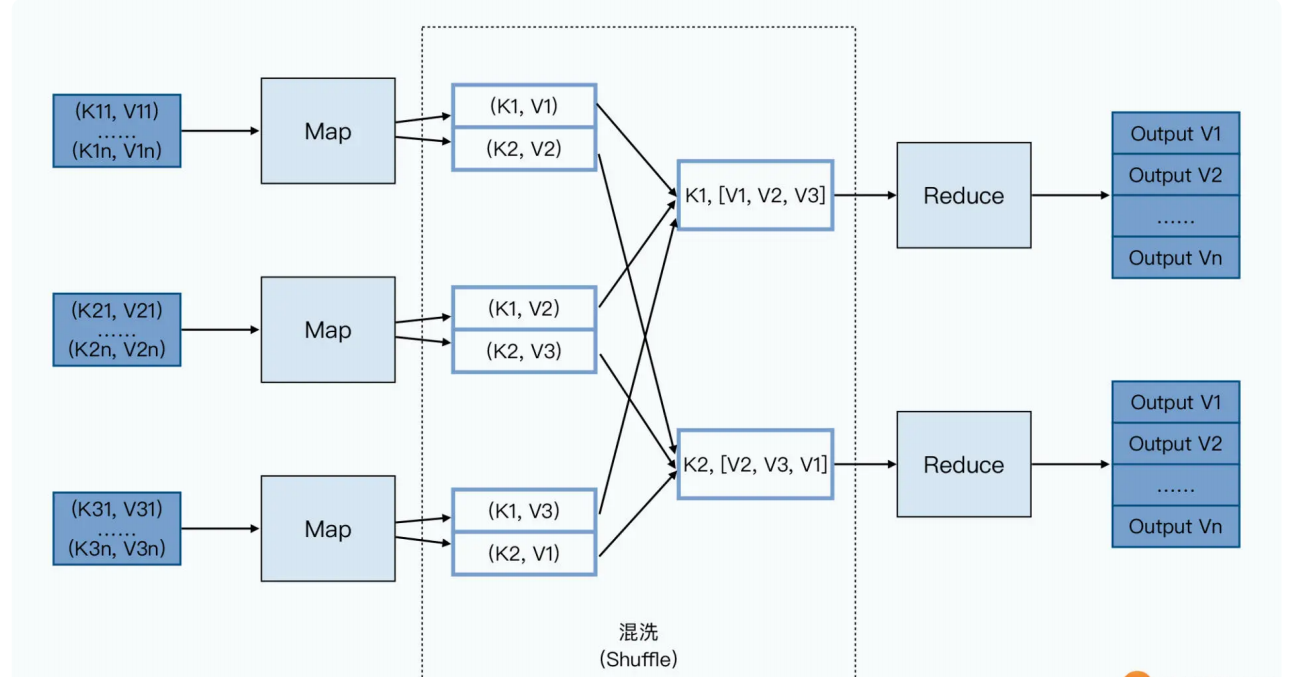 (K11, V11)
……
(K1n, V1n)
Map
(K1, V1)
(K2, V2)
K1, [V1, V2, V3]
Reduce
Output V1
Output V2
……
Output Vn
(K21, V21)
……
(K2n, V2n)
Map
(K1, V2)
(K2, V3)
K2, [V2, V3, V1]
Reduce
Output V1
Output V2
……
Output Vn
(K31, V31)
……
(K3n, V3n)
Map
(K1, V3)
(K2, V1)
混洗
(Shuffle)